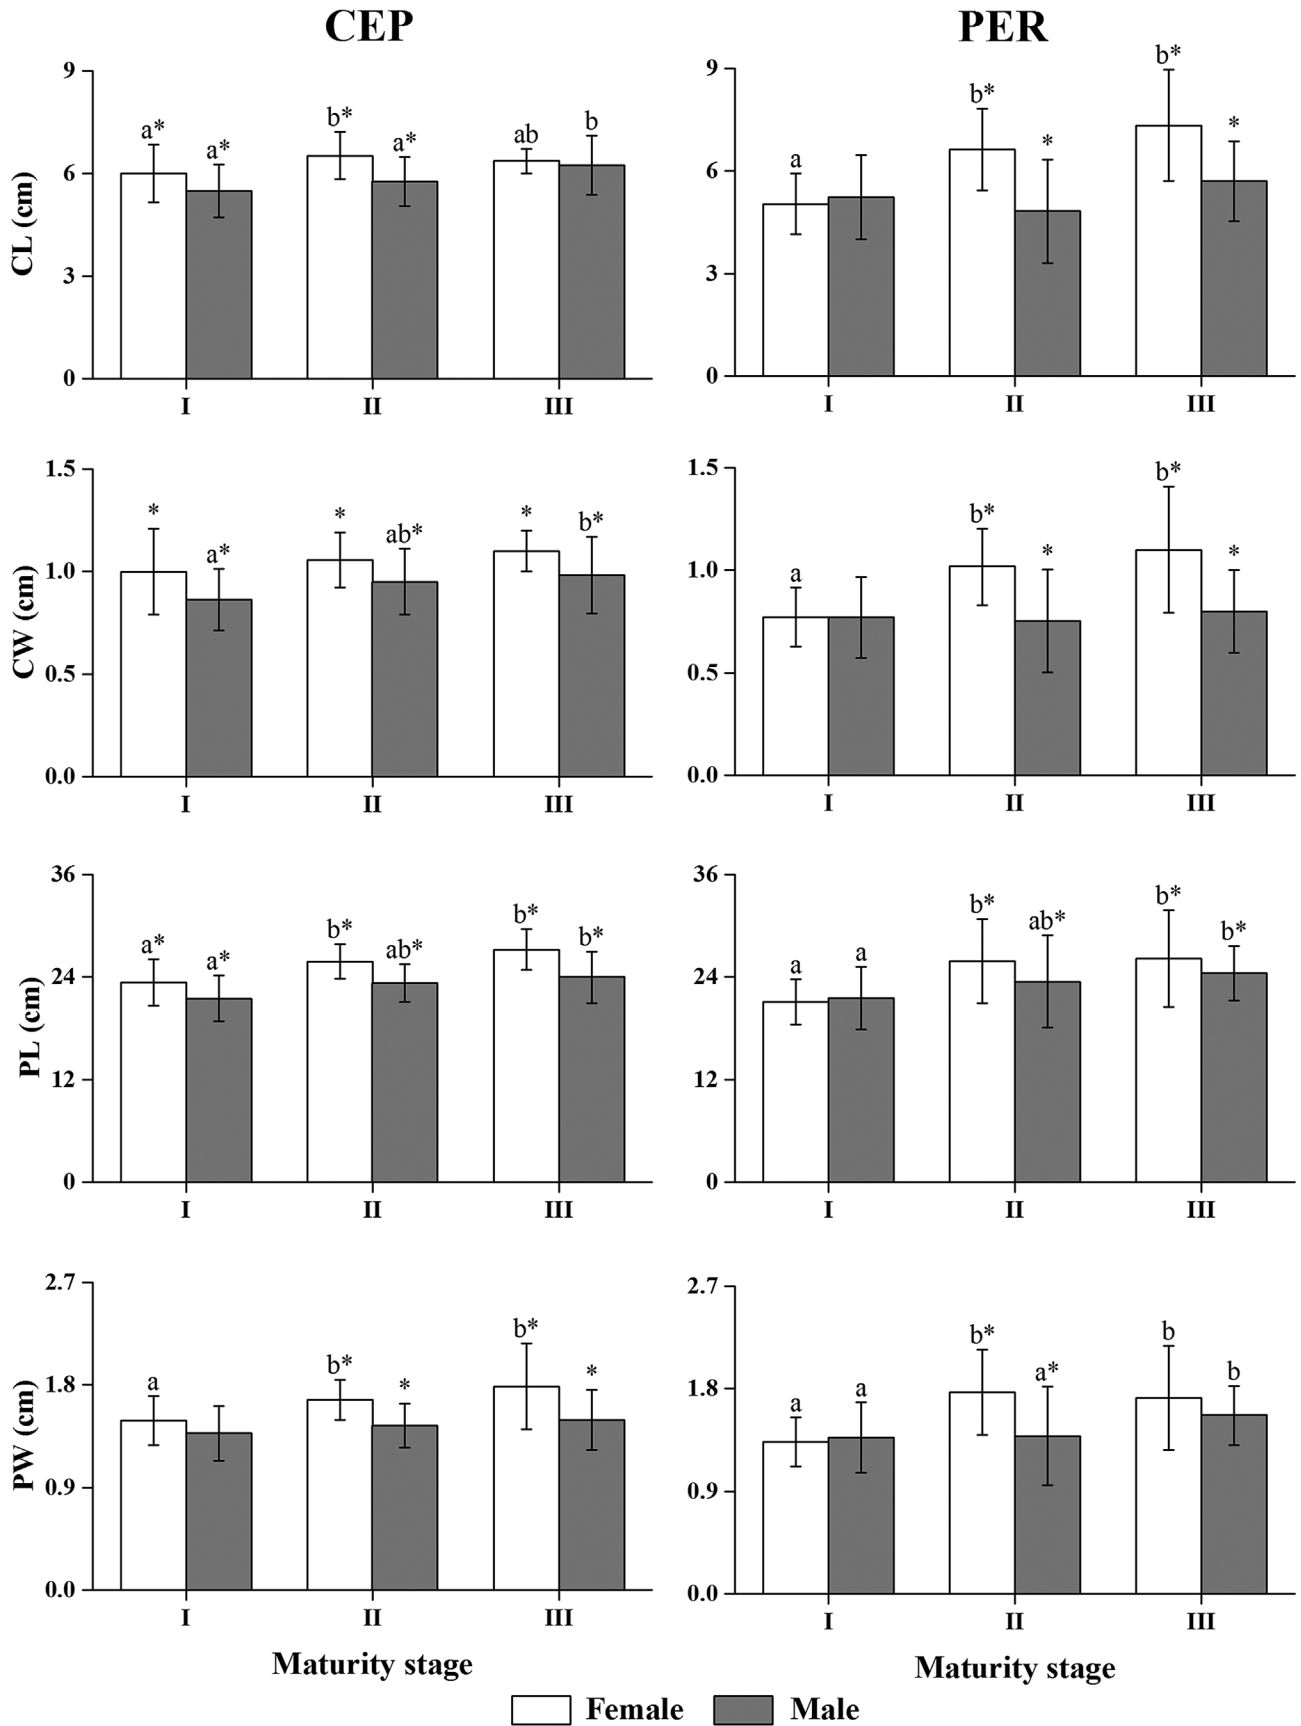 CEP
PER
CL (cm)
9
6
3
0
a* a* b* a* ab b
I II III
9
6
3
0
a b* * b* *
I II III
CW (cm)
1.5
1.0
0.5
0.0
* a* * ab* * b*
I II III
1.5
1.0
0.5
0.0
a b* * b* *
I II III
PL (cm)
36
24
12
0
a* a* b* ab* b* b*
I II III
36
24
12
0
a a b* ab* b* b*
I II III
PW (cm)
2.7
1.8
0.9
0.0
a b* * b* *
I II III
2.7
1.8
0.9
0.0
a a b* a* b b
I II III
Maturity stage
Maturity stage
Female Male